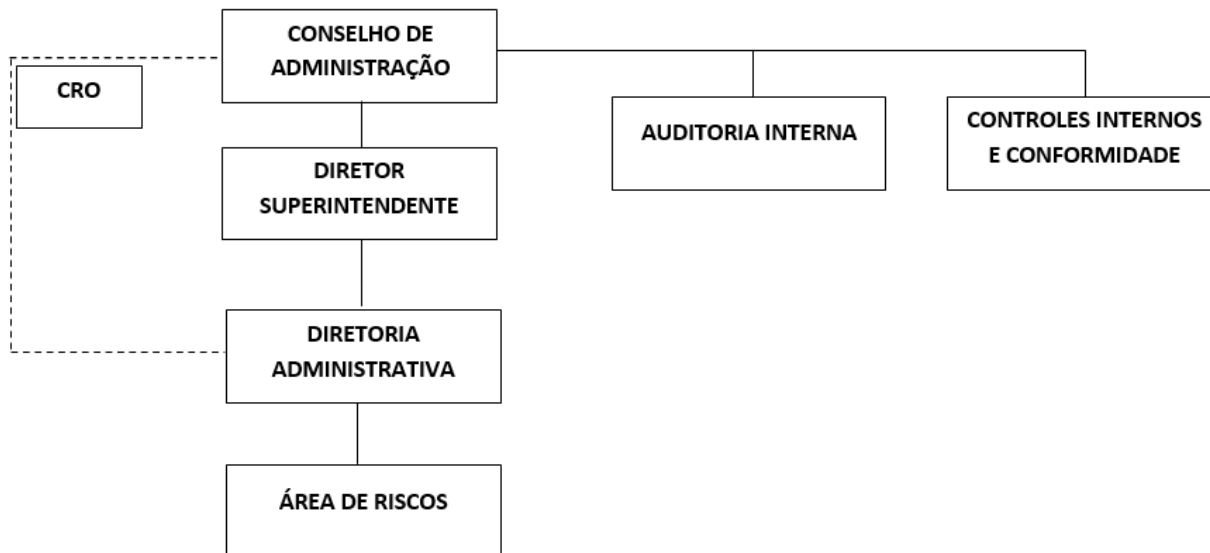 CONSELHO DE
ADMINISTRAÇÃO
CRO
AUDITORIA INTERNA
CONTROLES INTERNOS
E CONFORMIDADE
DIRETOR
SUPERINTENDENTE
DIRETORIA
ADMINISTRATIVA
ÁREA DE RISCOS